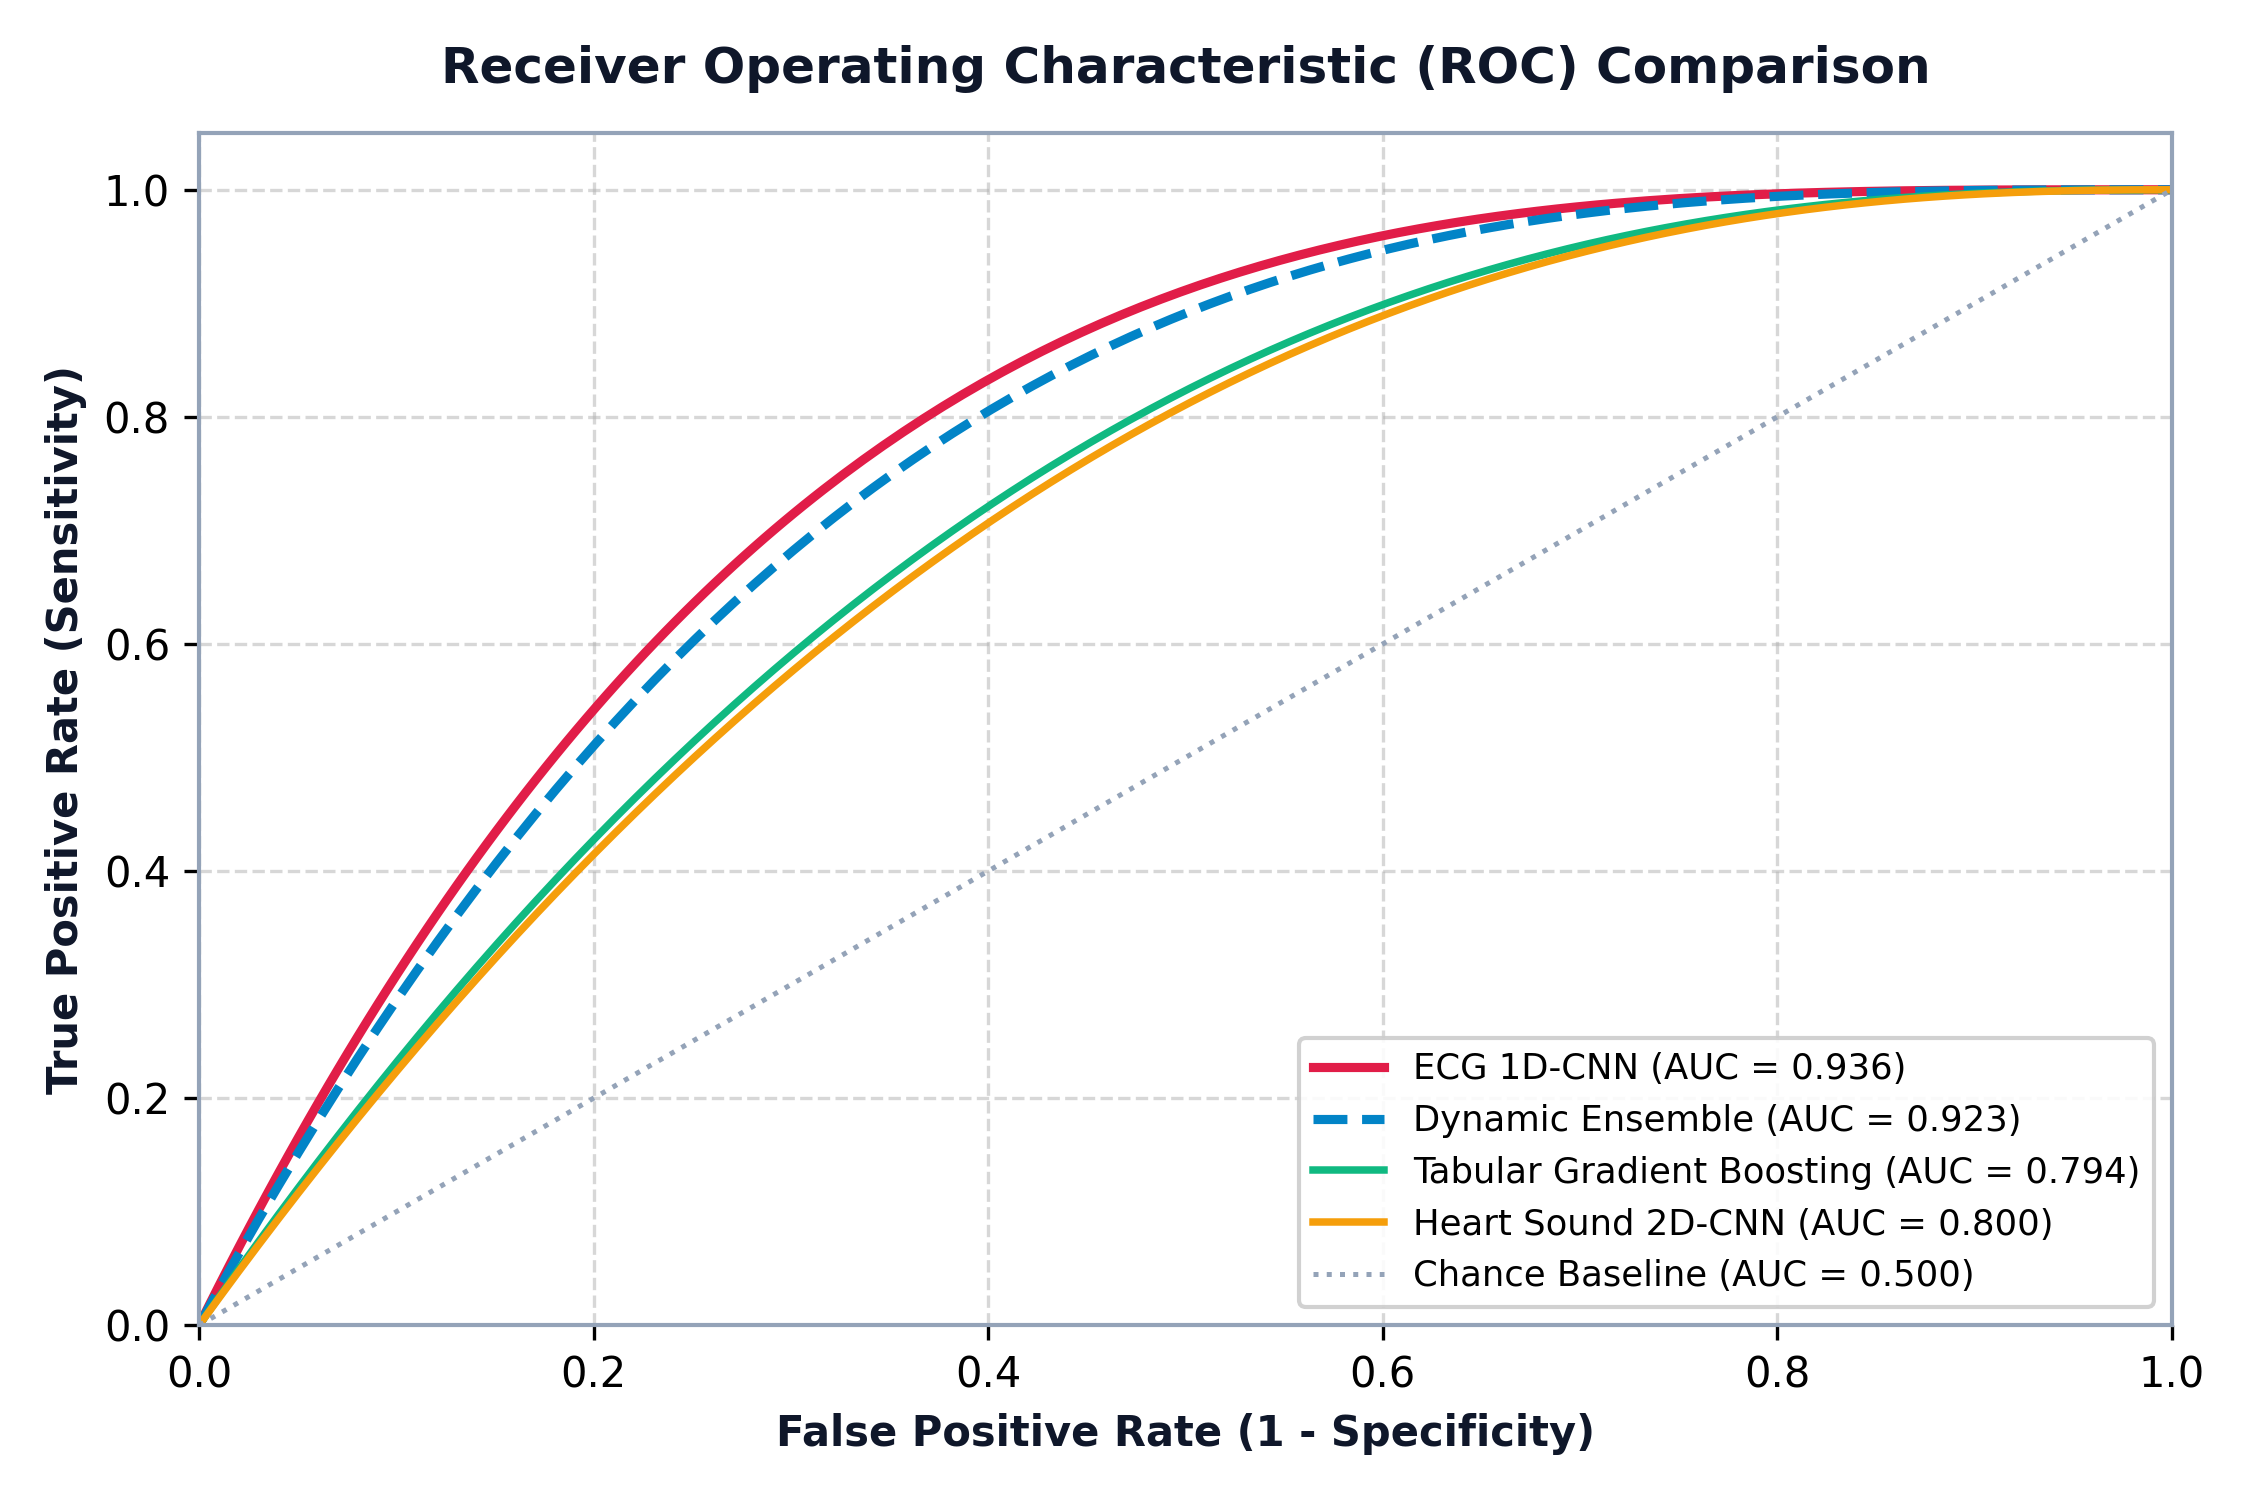 Receiver Operating Characteristic (ROC) Comparison
True Positive Rate (Sensitivity)
1.0
0.8
0.6
0.4
0.2
0.0
ECG 1D-CNN (AUC = 0.936)
Dynamic Ensemble (AUC = 0.923)
Tabular Gradient Boosting (AUC = 0.794)
Heart Sound 2D-CNN (AUC = 0.800)
Chance Baseline (AUC = 0.500)
0.0 0.2 0.4 0.6 0.8 1.0
False Positive Rate (1 - Specificity)